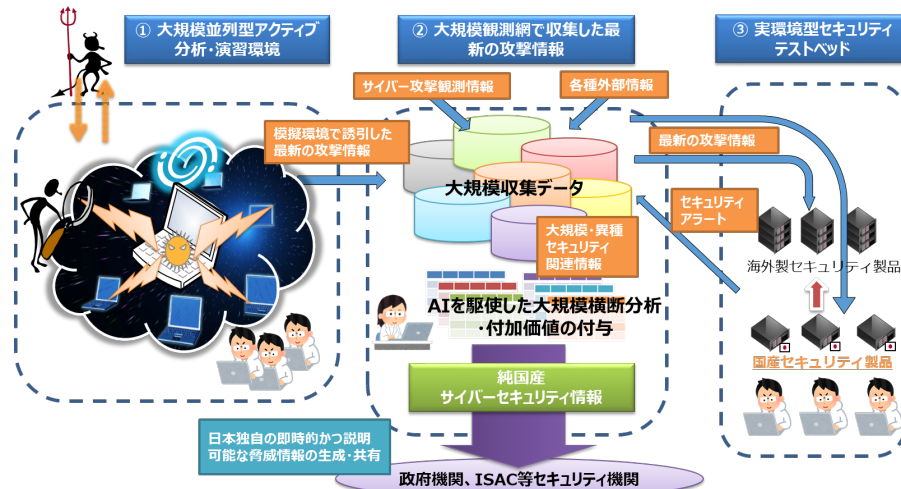 ① 大規模並列型アクティブ
分析・演習環境
② 大規模観測網で収集した最
新の攻撃情報
③ 実環境型セキュリティ
テストベッド
サイバー攻撃観測情報
各種外部情報
模擬環境で誘引した
最新の攻撃情報
最新の攻撃情報
大規模収集データ
セキュリティ
アラート
大規模・異種
セキュリティ
関連情報
海外製セキュリティ製品
AIを駆使した大規模横断分析
・付加価値の付与
国産セキュリティ製品
純国産
サイバーセキュリティ情報
日本独自の即時的かつ説明
可能な脅威情報の生成・共有
政府機関、ISAC等セキュリティ機関